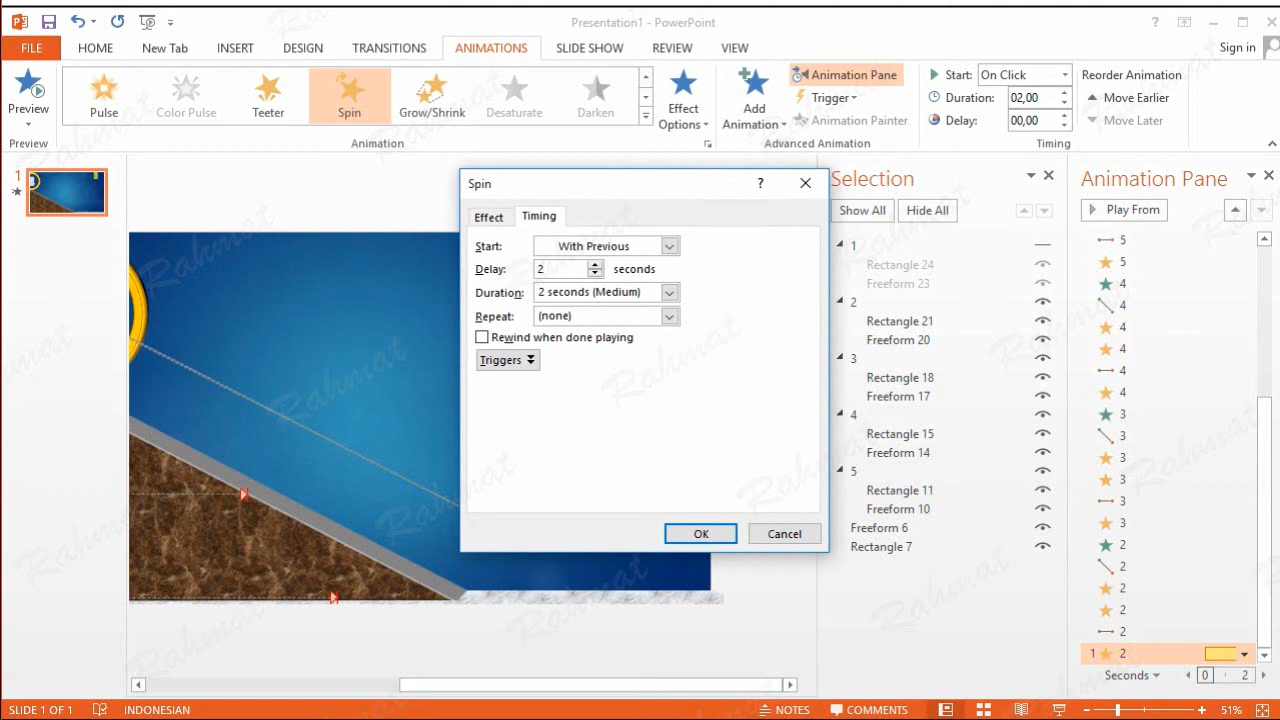 Presentation1 - PowerPoint
FILE HOME New Tab INSERT DESIGN TRANSITIONS ANIMATIONS SLIDE SHOW REVIEW VIEW Sign in
Preview
Pulse Color Pulse Teeter Spin Grow/Shrink Desaturate Darken
Effect Options
Add Animation
Animation Pane
Trigger
Animation Painter
Start: On Click
Duration: 02,00
Delay: 00,00
Reorder Animation
Move Earlier
Move Later
Preview Animation Advanced Animation Timing
1
Spin ?
Effect Timing
Start: With Previous
Delay: 2 seconds
Duration: 2 seconds (Medium)
Repeat: (none)
Rewind when done playing
Triggers
OK Cancel
Selection
Show All Hide All
1
Rectangle 24
Freeform 23
2
Rectangle 21
Freeform 20
3
Rectangle 18
Freeform 17
4
Rectangle 15
Freeform 14
5
Rectangle 11
Freeform 10
Freeform 6
Rectangle 7
Animation Pane
Play From
5
5
4
4
4
4
4
4
3
3
3
3
3
3
2
2
2
2
2
1 2
Seconds 0 2
SLIDE 1 OF 1 INDONESIAN NOTES COMMENTS 51%
Rahmat